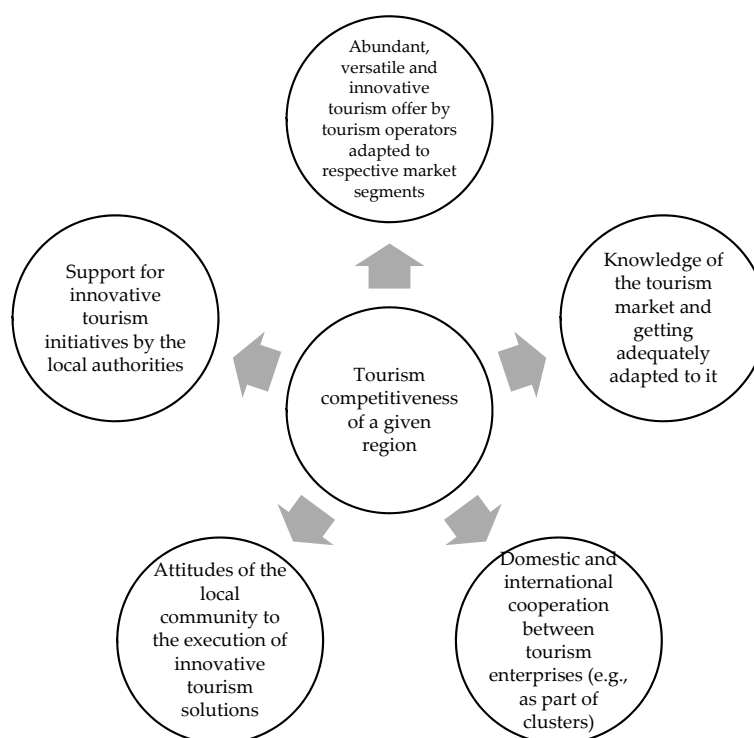 Abundant,
versatile and
innovative
tourism offer by
tourism operators
adapted to
respective market
segments
Support for
innovative
tourism
initiatives by the
local authorities
Knowledge of
the tourism
market and
getting
adequately
adapted to it
Tourism
competitiveness
of a given
region
Attitudes of the
local
community to
the execution of
innovative
tourism
solutions
Domestic and
international
cooperation
between
tourism
enterprises (e.g.,
as part of
clusters)